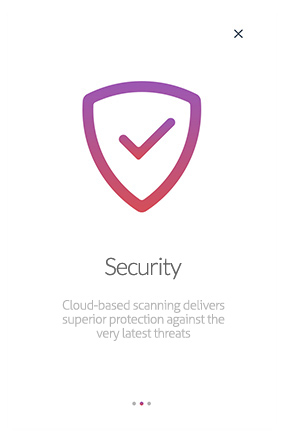 Security
Cloud-based scanning delivers
superior protection against the
very latest threats